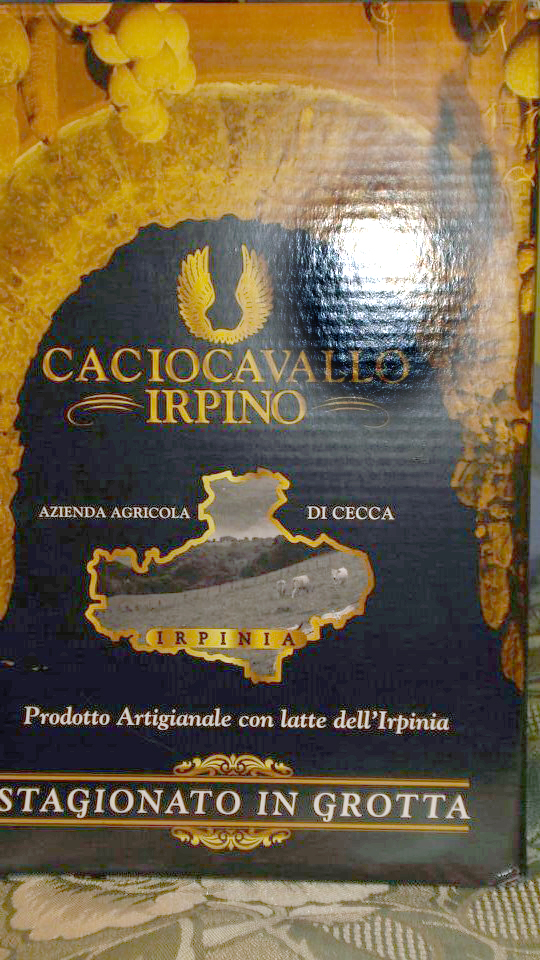 CACIOCAVALLO
IRPINO
AZIENDA AGRICOLA DI CECCA
IRPINIA
Prodotto Artigianale con latte dell'Irpinia
STAGIONATO IN GROTTA